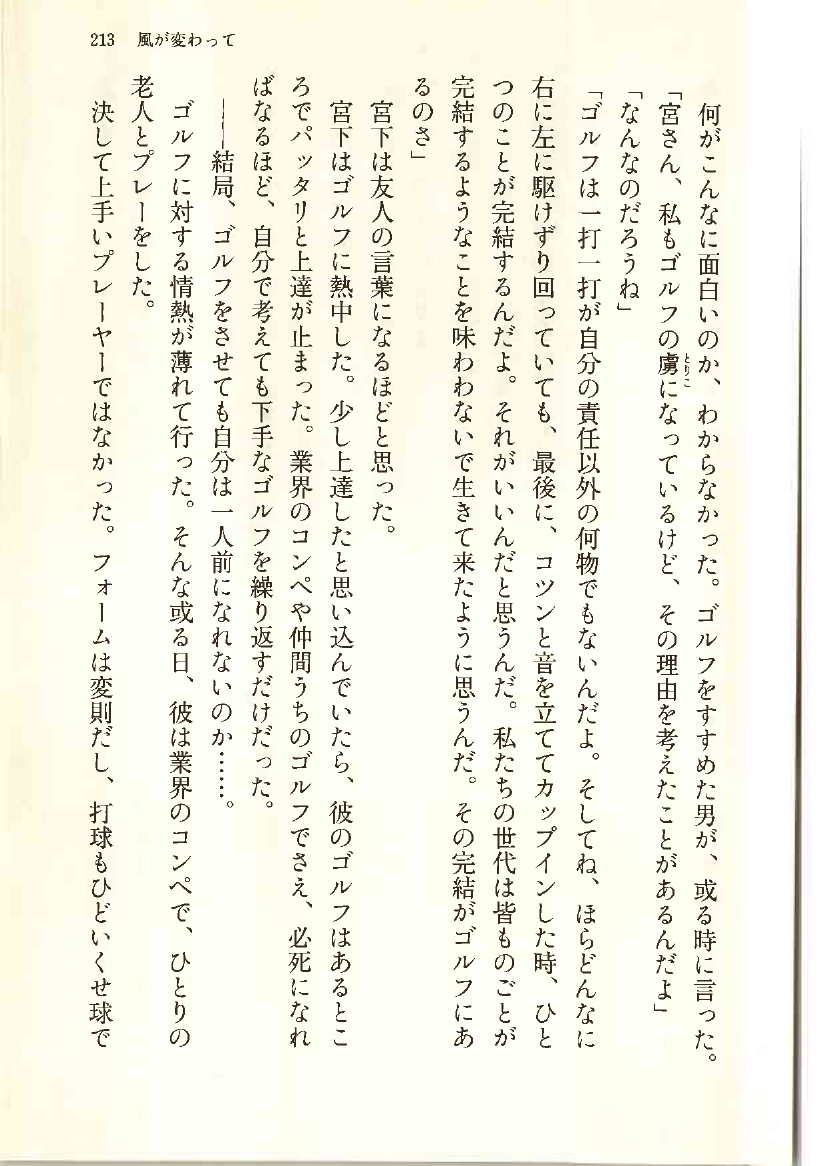 213　風が変わって
何がこんなに面白いのか、わからなかった。ゴルフをすすめた男が、或る時に言った。
「宮さん、私もゴルフの虜になっているけど、その理由を考えたことがあるんだよ」
とりこ
「なんなのだろうね」
「ゴルフは一打一打が自分の責任以外の何物でもないんだよ。そしてね、ほらどんなに
右に左に駆けずり回っていても、最後に、コツンと音を立ててカップインした時、ひと
つのことが完結するんだよ。それがいいんだと思うんだ。私たちの世代は皆ものごとが
完結するようなことを味わわないで生きて来たように思うんだ。その完結がゴルフにあ
るのさ」
宮下は友人の言葉になるほどと思った。
宮下はゴルフに熱中した。少し上達したと思い込んでいたら、彼のゴルフはあるとこ
ろでパッタリと上達が止まった。業界のコンペや仲間うちのゴルフでさえ、必死になれ
ばなるほど、自分で考えても下手なゴルフを繰り返すだけだった。
――結局、ゴルフをさせても自分は一人前になれないのか……。
ゴルフに対する情熱が薄れて行った。そんな或る日、彼は業界のコンペで、ひとりの
老人とプレーをした。
決して上手いプレーヤーではなかった。フォームは変則だし、打球もひどいくせ球で